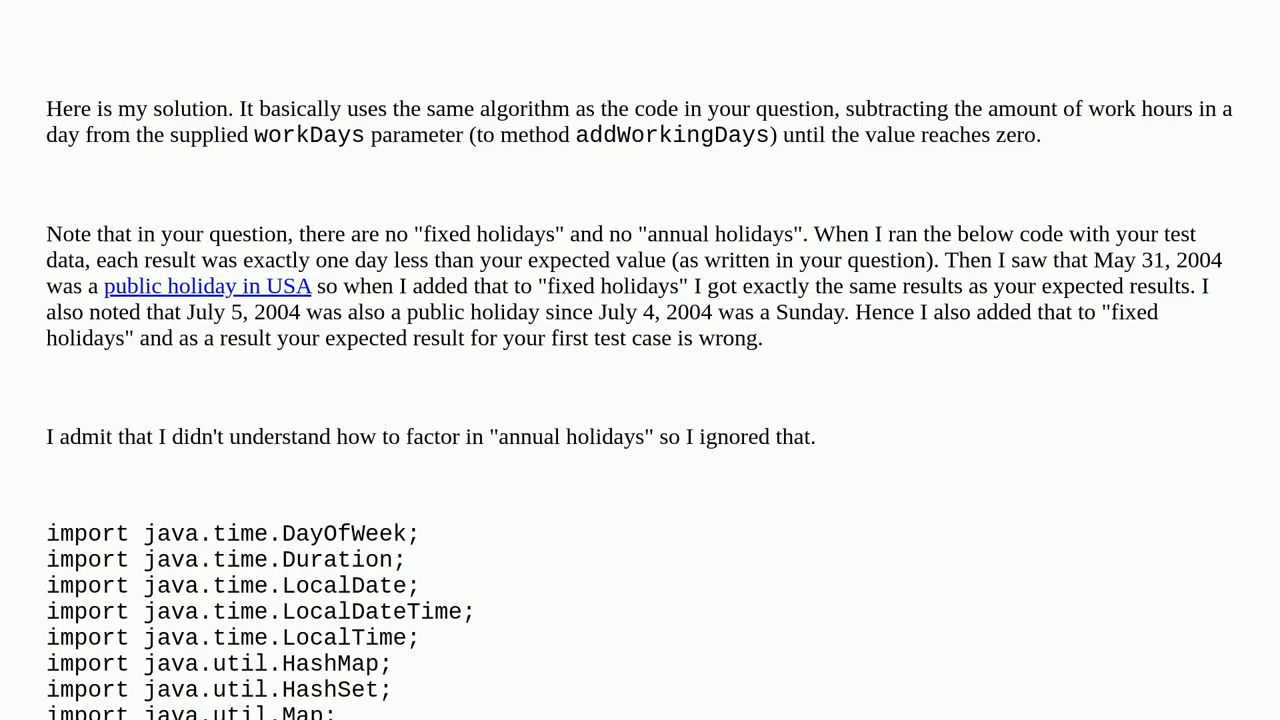 Here is my solution. It basically uses the same algorithm as the code in your question, subtracting the amount of work hours in a
day from the supplied workDays parameter (to method addWorkingDays) until the value reaches zero.
Note that in your question, there are no "fixed holidays" and no "annual holidays". When I ran the below code with your test
data, each result was exactly one day less than your expected value (as written in your question). Then I saw that May 31, 2004
was a public holiday in USA so when I added that to "fixed holidays" I got exactly the same results as your expected results. I
also noted that July 5, 2004 was also a public holiday since July 4, 2004 was a Sunday. Hence I also added that to "fixed
holidays" and as a result your expected result for your first test case is wrong.
I admit that I didn't understand how to factor in "annual holidays" so I ignored that.
import java.time.DayOfWeek;
import java.time.Duration;
import java.time.LocalDate;
import java.time.LocalDateTime;
import java.time.LocalTime;
import java.util.HashMap;
import java.util.HashSet;
import java.util.Map;